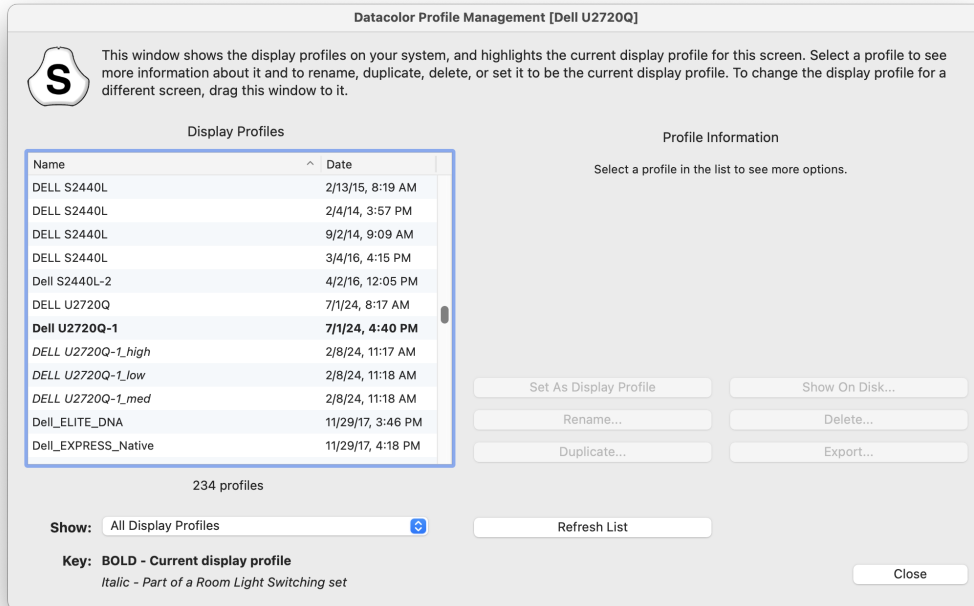 Datacolor Profile Management [Dell U2720Q]
S
This window shows the display profiles on your system, and highlights the current display profile for this screen. Select a profile to see
more information about it and to rename, duplicate, delete, or set it to be the current display profile. To change the display profile for a
different screen, drag this window to it.
Display Profiles
Name Date
DELL S2440L 2/13/15, 8:19 AM
DELL S2440L 2/4/14, 3:57 PM
DELL S2440L 9/2/14, 9:09 AM
DELL S2440L 3/4/16, 4:15 PM
Dell S2440L-2 4/2/16, 12:05 PM
DELL U2720Q 7/1/24, 8:17 AM
Dell U2720Q-1 7/1/24, 4:40 PM
DELL U2720Q-1_high 2/8/24, 11:17 AM
DELL U2720Q-1_low 2/8/24, 11:18 AM
DELL U2720Q-1_med 2/8/24, 11:18 AM
Dell_ELITE_DNA 11/29/17, 3:46 PM
Dell_EXPRESS_Native 11/29/17, 4:18 PM
234 profiles
Show: All Display Profiles
Key: BOLD - Current display profile
Italic - Part of a Room Light Switching set
Profile Information
Select a profile in the list to see more options.
Set As Display Profile Show On Disk...
Rename... Delete...
Duplicate... Export...
Refresh List
Close